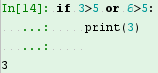 In[14]: if 3>5 or 6>5:
...: print(3)
...:
3